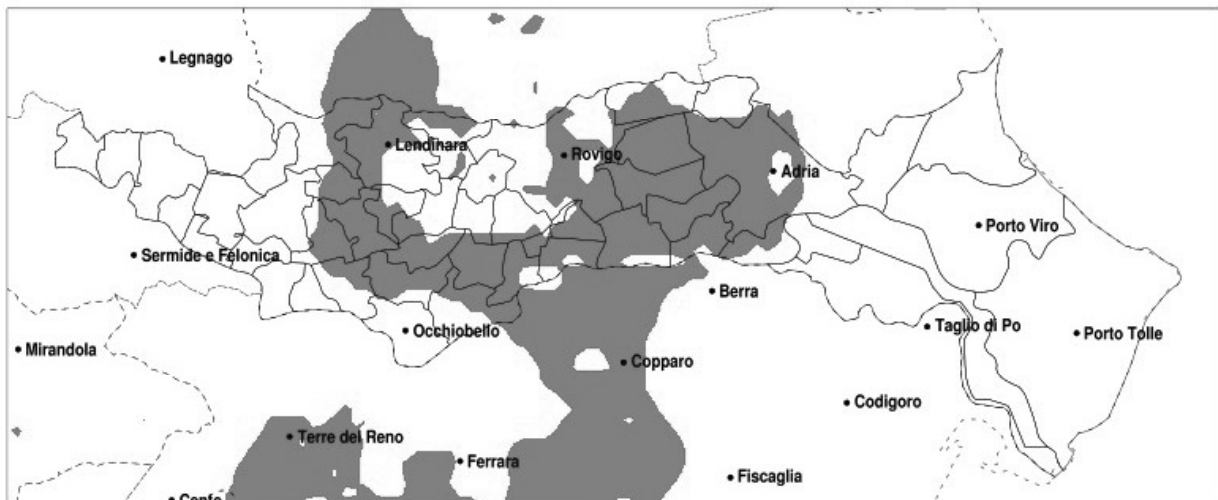 Legnago
Lendinara
Rovigo
Adria
Porto Viro
Sermide e Felonica
Berra
Taglio di Po
Porto Tolle
Occhiobello
Mirandola
Copparo
Codigoro
Terre del Reno
Ferrara
Fiscaglia